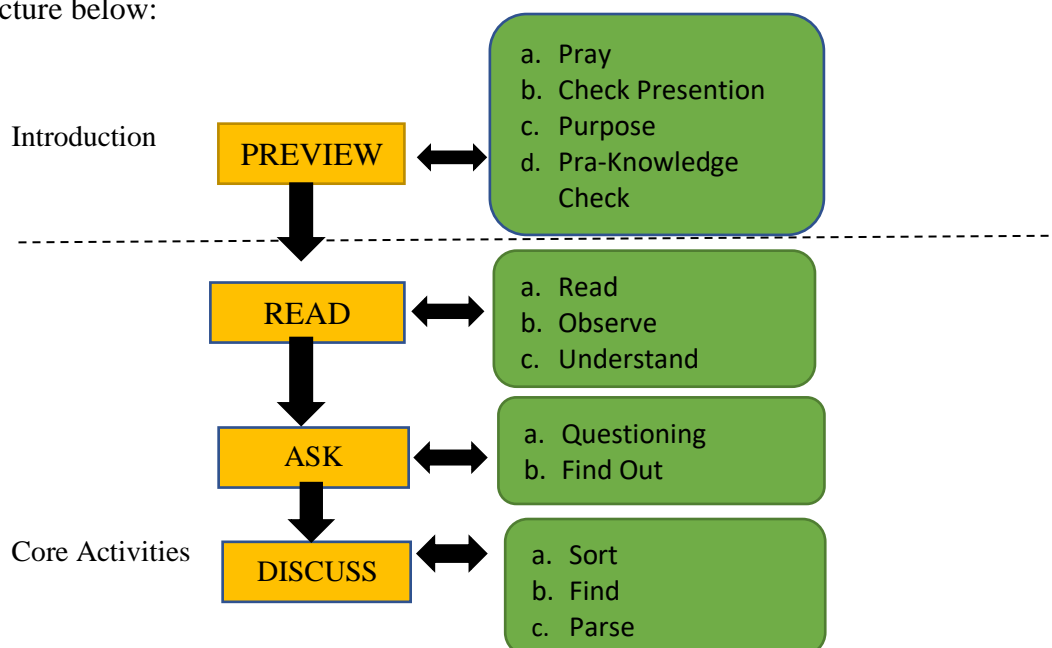 cture below:
a. Pray
b. Check Presention
c. Purpose
d. Pra-Knowledge
Check
Introduction
PREVIEW
READ
a. Read
b. Observe
c. Understand
ASK
a. Questioning
b. Find Out
Core Activities
DISCUSS
a. Sort
b. Find
c. Parse